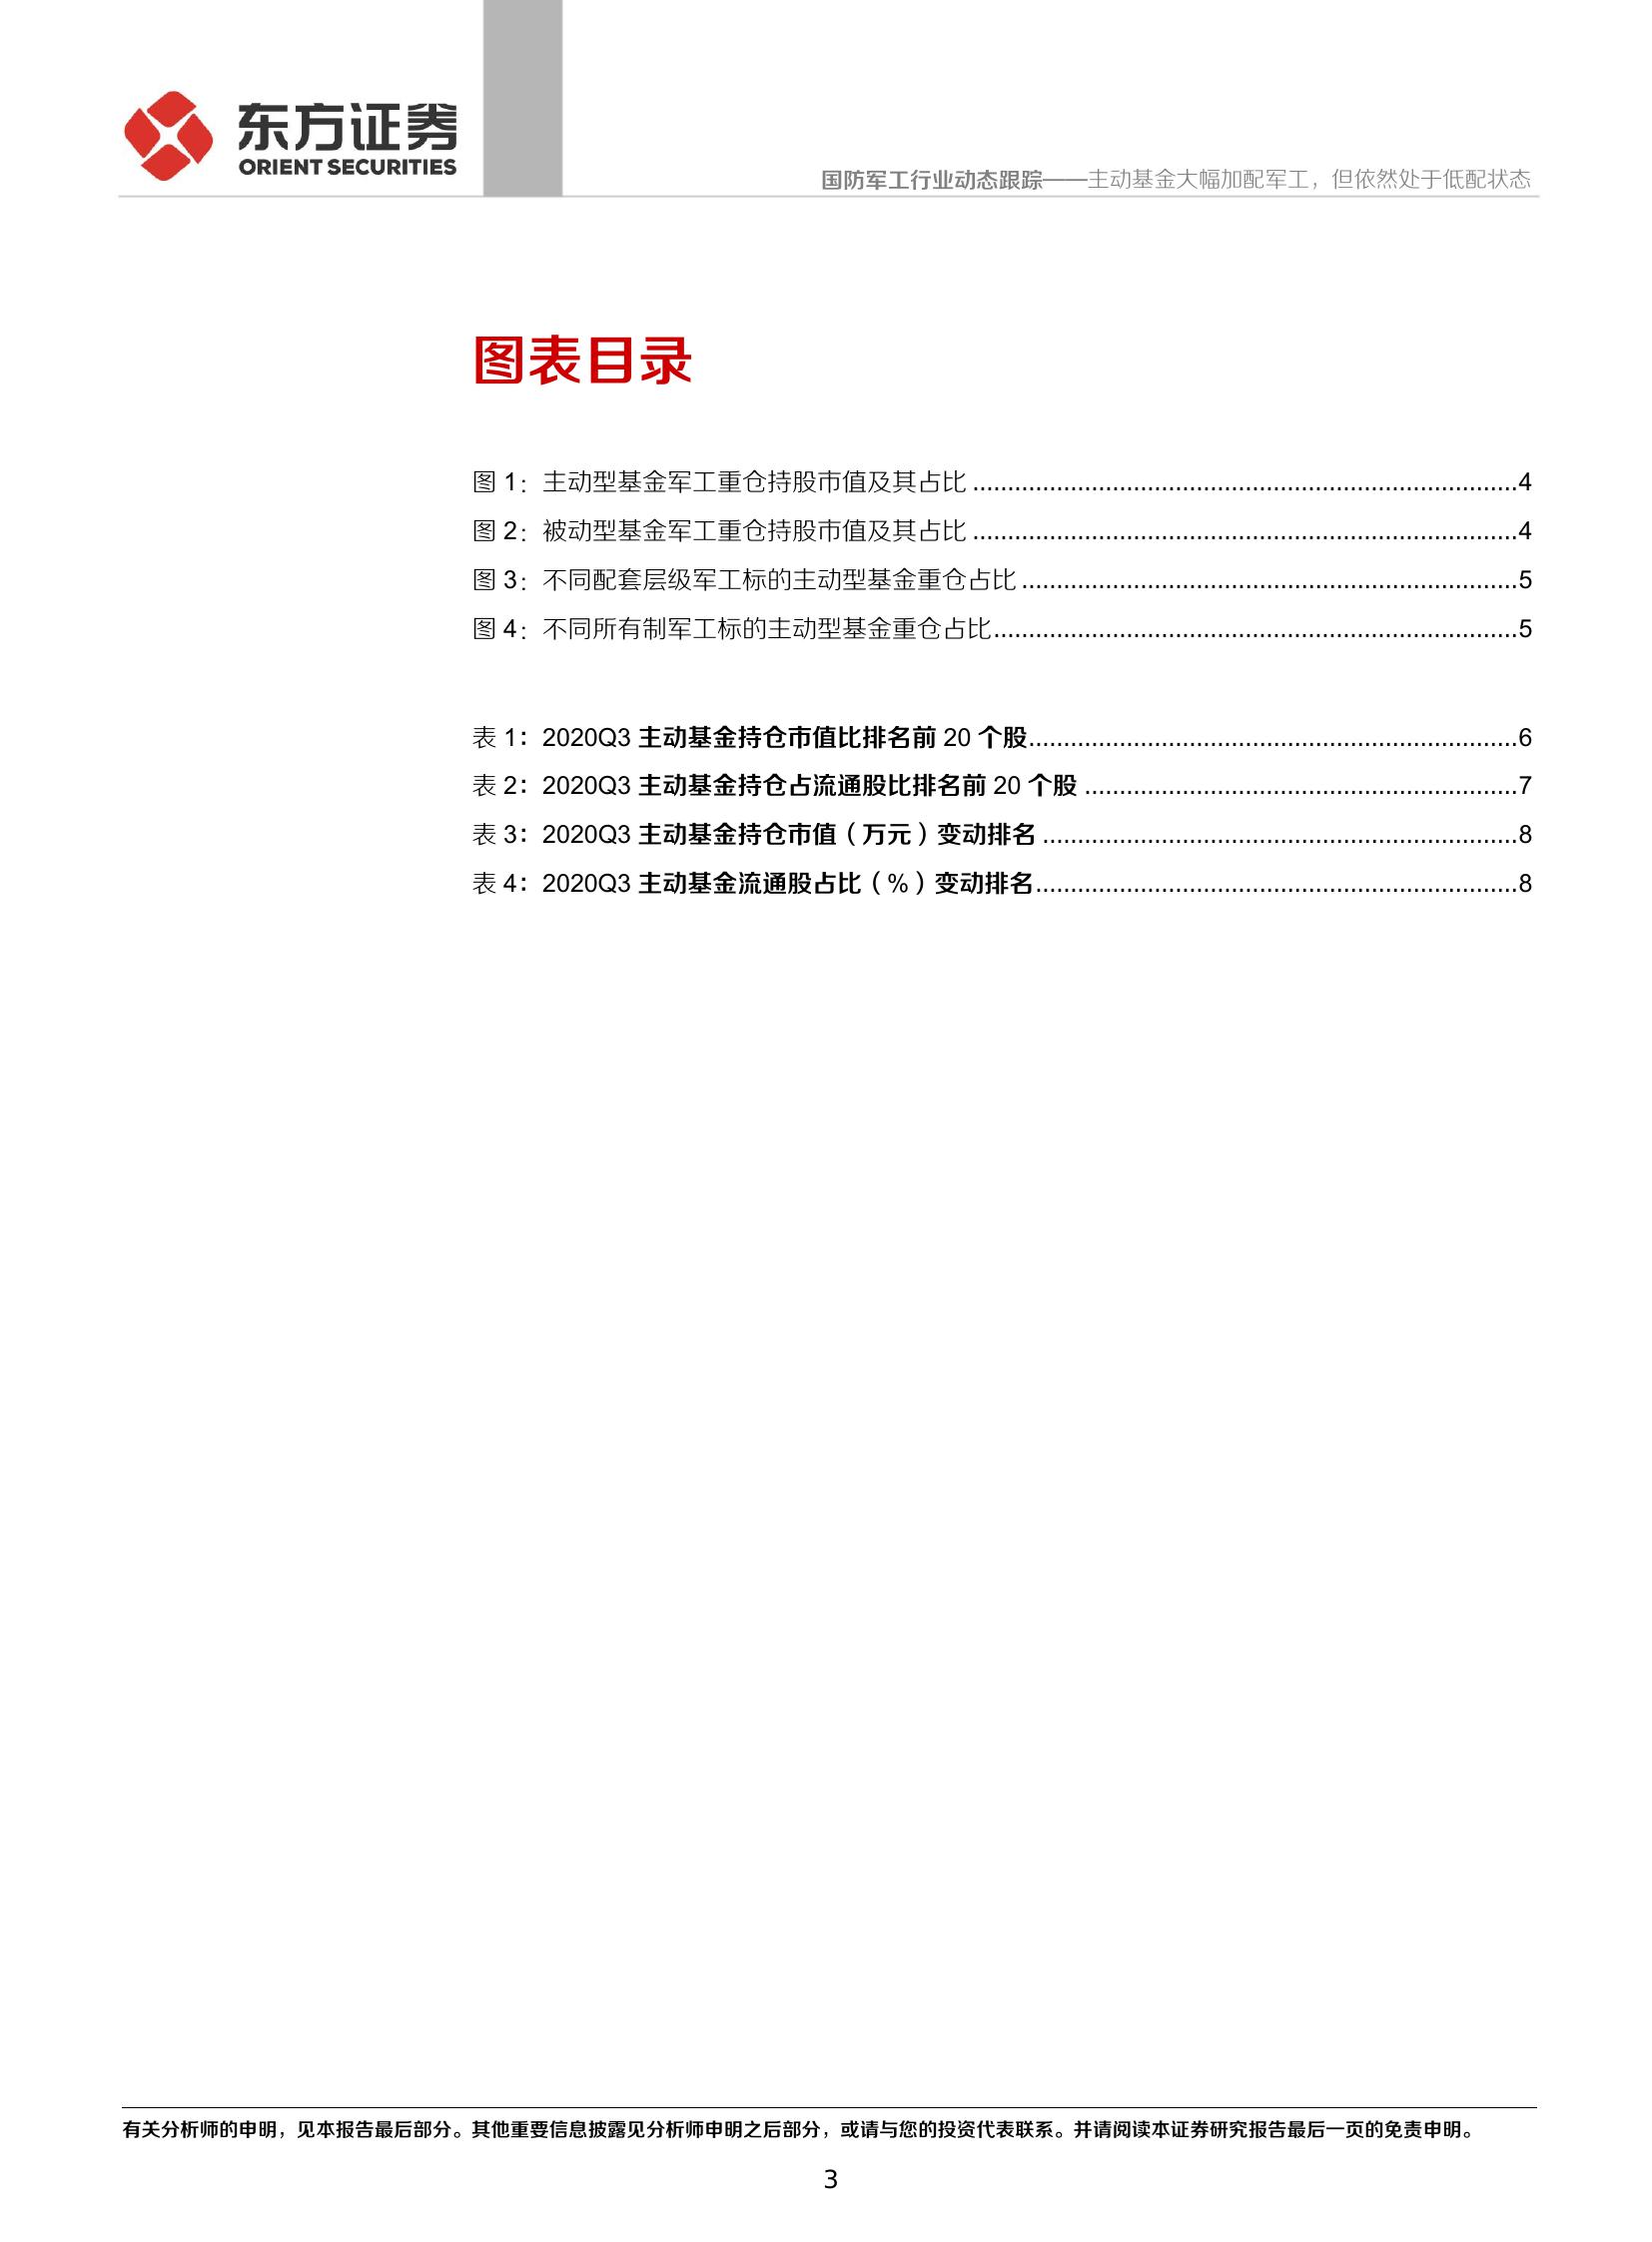 东方证券
ORIENT SECURITIES
国防军工行业动态跟踪——主动基金大幅加配军工，但依然处于低配状态
图表目录
图 1：主动型基金军工重仓持股市值及其占比 ..............................................................................4
图 2：被动型基金军工重仓持股市值及其占比 ..............................................................................4
图 3：不同配套层级军工标的主动型基金重仓占比 .......................................................................5
图 4：不同所有制军工标的主动型基金重仓占比...........................................................................5
表 1：2020Q3 主动基金持仓市值比排名前 20 个股......................................................................6
表 2：2020Q3 主动基金持仓占流通股比排名前 20 个股 ..............................................................7
表 3：2020Q3 主动基金持仓市值（万元）变动排名 ....................................................................8
表 4：2020Q3 主动基金流通股占比（%）变动排名.....................................................................8
有关分析师的申明，见本报告最后部分。其他重要信息披露见分析师申明之后部分，或请与您的投资代表联系。并请阅读本证券研究报告最后一页的免责申明。
3